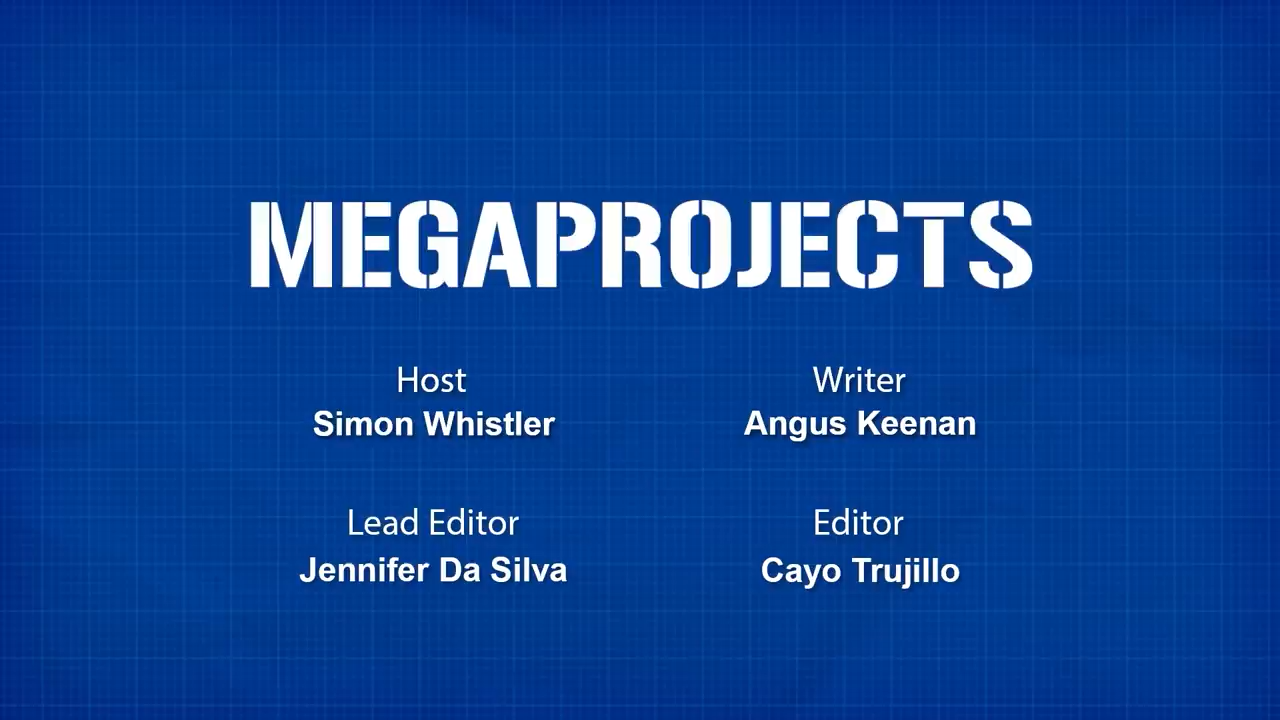 MEGAPROJECTS
Host
Simon Whistler
Writer
Angus Keenan
Lead Editor
Jennifer Da Silva
Editor
Cayo Trujillo